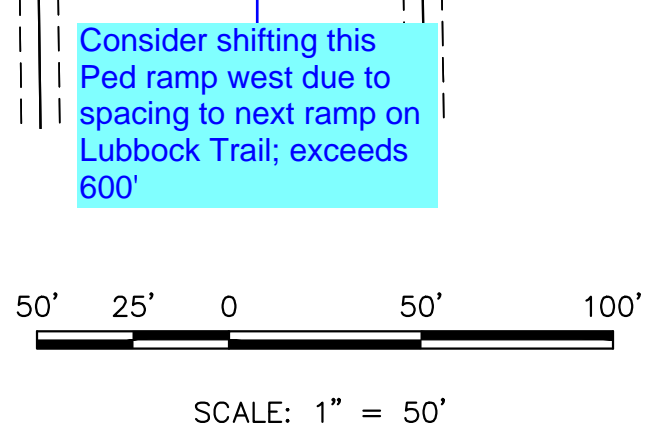 Consider shifting this
Ped ramp west due to
spacing to next ramp on
Lubbock Trail; exceeds
600'
50' 25' 0 50' 100'
SCALE: 1" = 50'